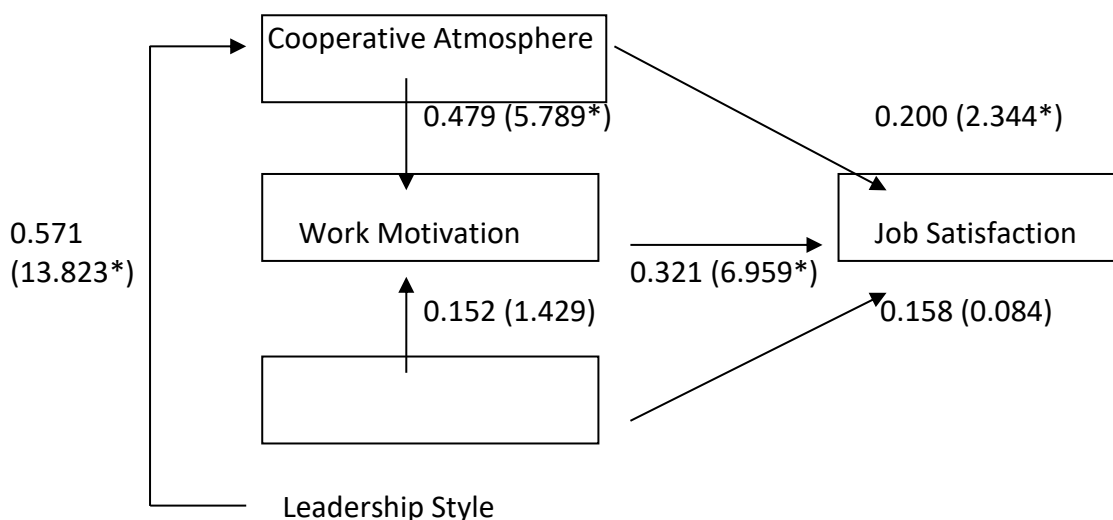 Cooperative Atmosphere
0.479 (5.789*)
0.200 (2.344*)
0.571
(13.823*)
Work Motivation
Job Satisfaction
0.321 (6.959*)
0.152 (1.429)
0.158 (0.084)
Leadership Style